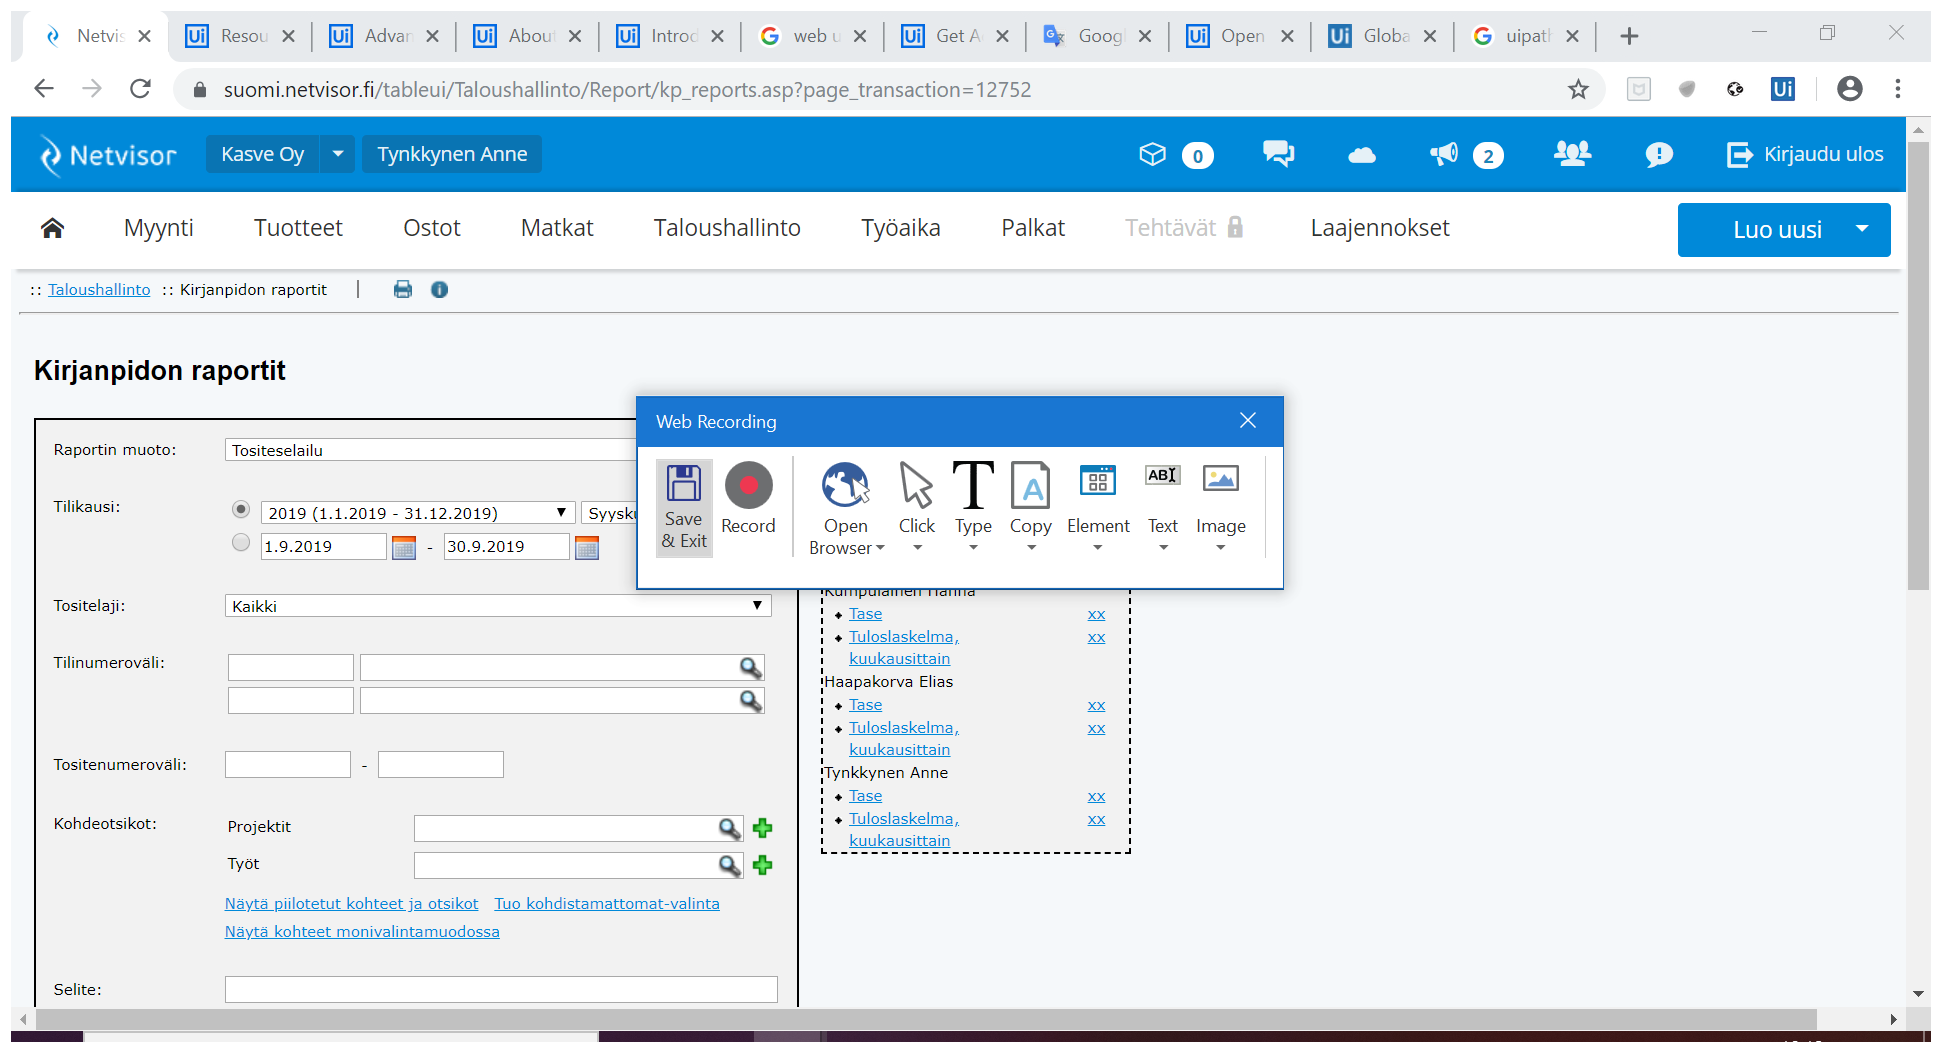 Netvis Resou Advan About Introd web u Get A Goog Open Globa uipath
suomi.netvisor.fi/tableui/Taloushallinto/Report/kp_reports.asp?page_transaction=12752
Netvisor Kasve Oy Tynkkynen Anne 0 2 Kirjaudu ulos
Myynti Tuotteet Ostot Matkat Taloushallinto Työaika Palkat Tehtävät Laajennokset Luo uusi
:: Taloushallinto :: Kirjanpidon raportit |
Kirjanpidon raportit
Raportin muoto: Tositeselailu
Tilikausi: 2019 (1.1.2019 - 31.12.2019) Syysku
1.9.2019 - 30.9.2019
Tositelaji: Kaikki
Tilinumeroväli:
Tositenumeroväli: -
Kohdeotsikot: Projektit
Työt
Näytä piilotetut kohteet ja otsikot Tuo kohdistamattomat-valinta
Näytä kohteet monivalintamuodossa
Selite:
Web Recording
Save & Exit
Record
Open Browser
Click
Type
Copy
Element
Text
Image
Kumpulainen Hanna
Tase xx
Tuloslaskelma, xx
kuukausittain
Haapakorva Elias
Tase xx
Tuloslaskelma, xx
kuukausittain
Tynkkynen Anne
Tase xx
Tuloslaskelma, xx
kuukausittain